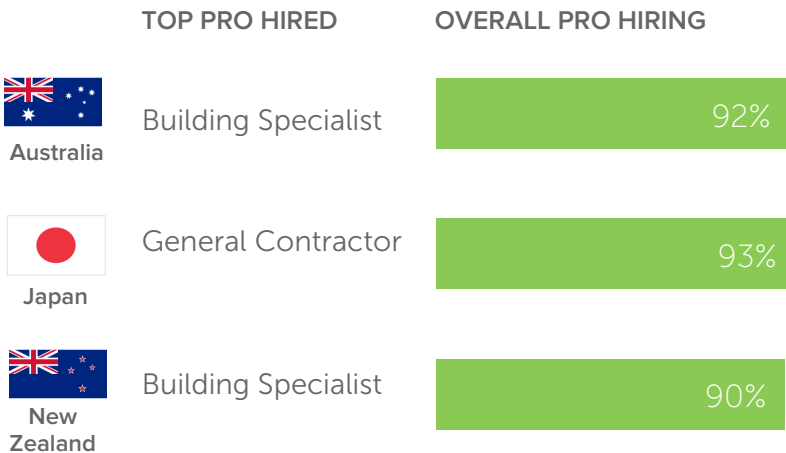 TOP PRO HIRED
OVERALL PRO HIRING
Australia
Building Specialist
92%
Japan
General Contractor
93%
New
Zealand
Building Specialist
90%